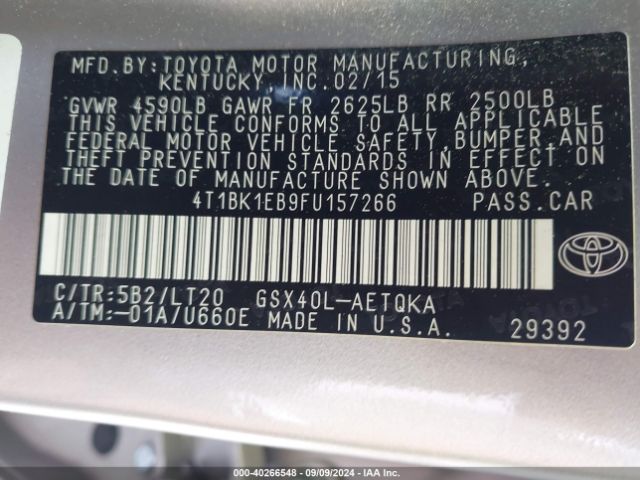 MFD.BY:TOYOTA MOTOR MANUFACTURING,
KENTUCKY, INC. 02/15
GVWR 4590LB GAWR FR 2625LB RR 2500LB
THIS VEHICLE CONFORMS TO ALL APPLICABLE
FEDERAL MOTOR VEHICLE SAFETY,BUMPER,AND
THEFT PREVENTION STANDARDS IN EFFECT ON
THE DATE OF MANUFACTURE SHOWN ABOVE.
4T1BK1EB9FU157266 PASS.CAR
C/TR:5B2/LT20 GSX40L-AETQKA
A/TM:-01A/U660E MADE IN U.S.A. 29392
TOYOTA
000-40266548 - 09/09/2024 - IAA Inc.